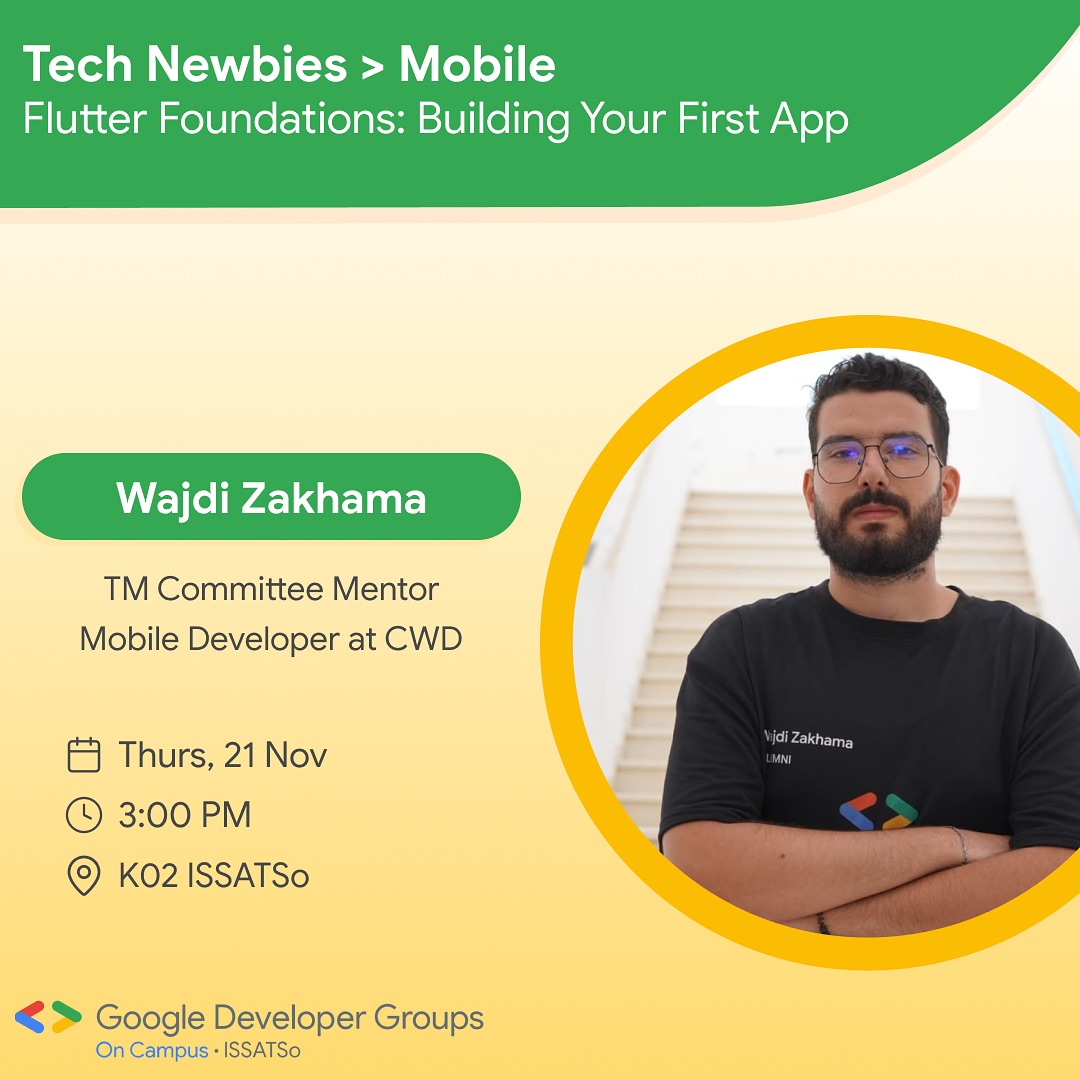 Tech Newbies > Mobile
Flutter Foundations: Building Your First App
Wajdi Zakhama
TM Committee Mentor
Mobile Developer at CWD
Thurs, 21 Nov
3:00 PM
K02 ISSATSo
Wajdi Zakhama
LIMNI
Google Developer Groups
On Campus · ISSATSo